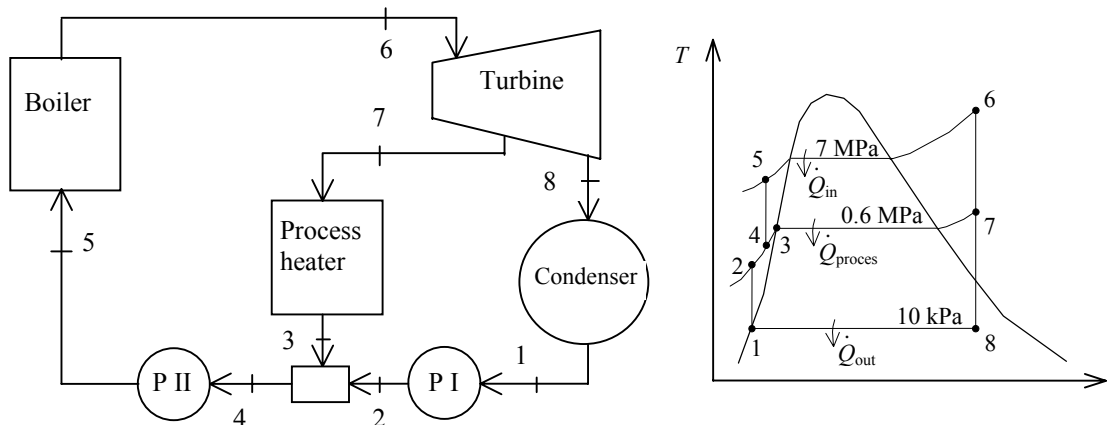 6
Turbine
Boiler
7
8
5
Process
heater
Condenser
3
1
P II
P I
4
2
T
6
7 MPa
5
Q̇in
0.6 MPa
7
4
3
2
Q̇proces
10 kPa
1
8
Q̇out